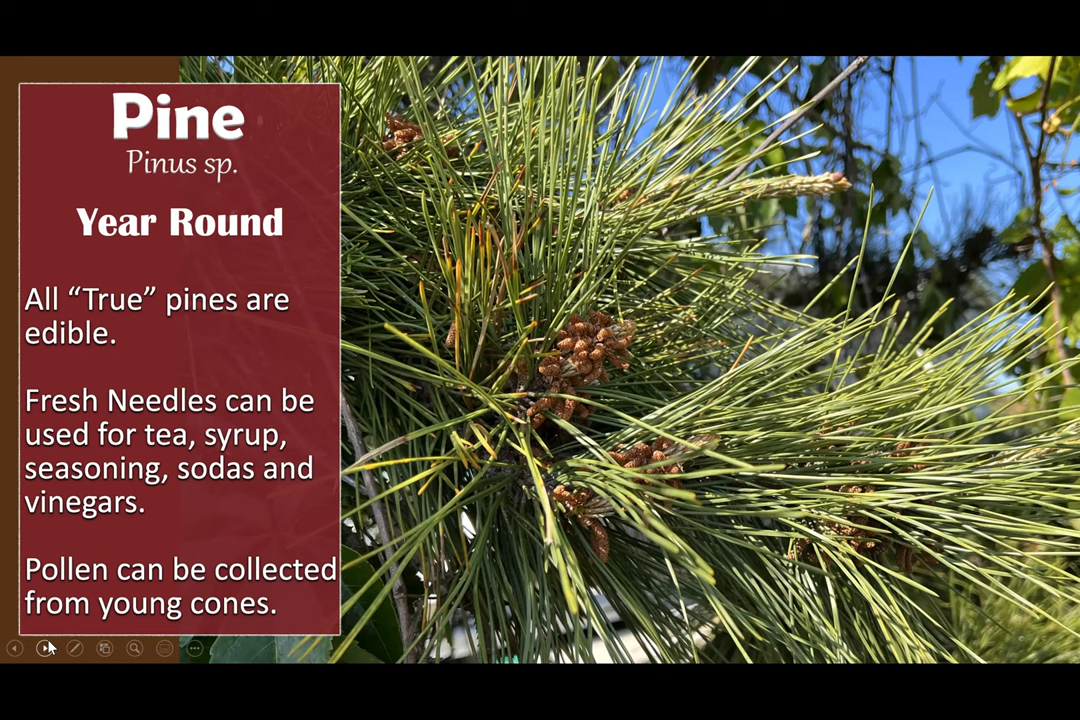 Pine
Pinus sp.
Year Round
All “True” pines are
edible.
Fresh Needles can be
used for tea, syrup,
seasoning, sodas and
vinegars.
Pollen can be collected
from young cones.